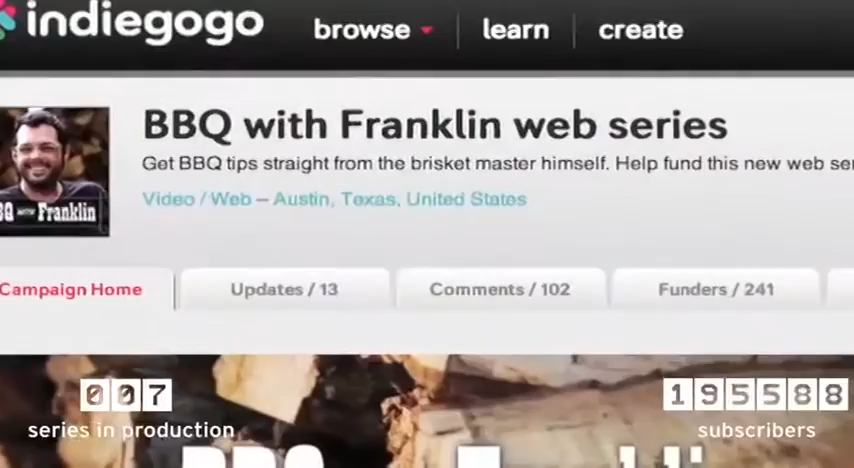 indiegogo browse learn create
BBQ with Franklin web series
Get BBQ tips straight from the brisket master himself. Help fund this new web
Video / Web – Austin, Texas, United States
BBQ WITH Franklin
Campaign Home Updates / 13 Comments / 102 Funders / 241
007 195588
series in production subscribers